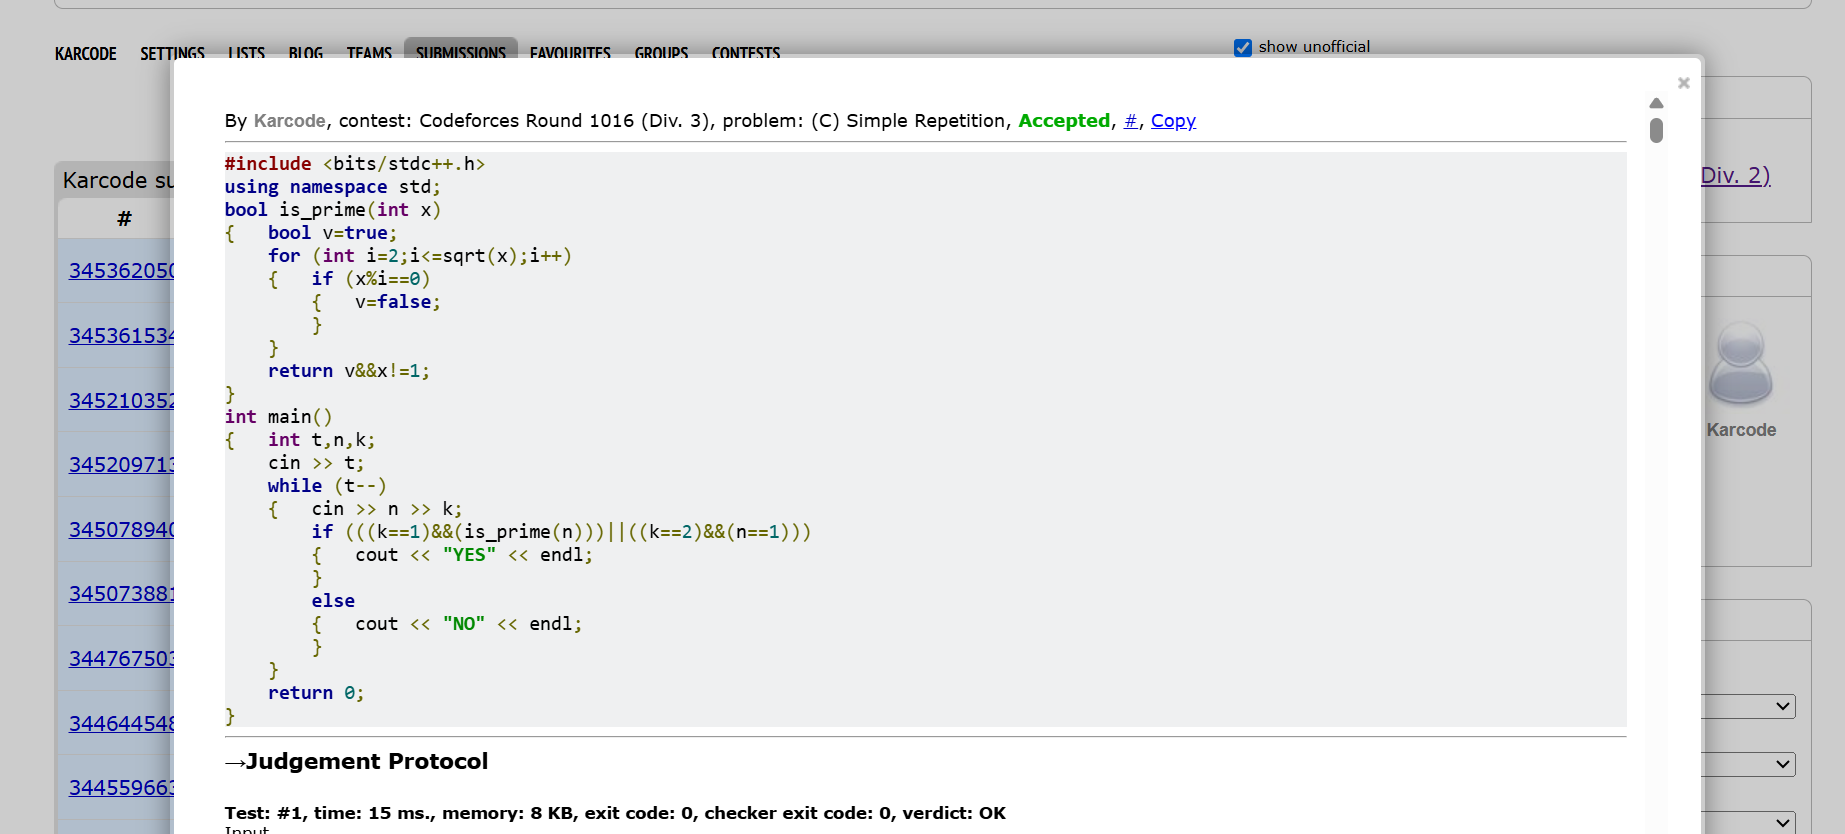 KARCODE SETTINGS LISTS BLOG TEAMS SUBMISSIONS FAVOURITES GROUPS CONTESTS
show unofficial
×
By Karcode, contest: Codeforces Round 1016 (Div. 3), problem: (C) Simple Repetition, Accepted, #, Copy
#include <bits/stdc++.h>
using namespace std;
bool is_prime(int x)
{   bool v=true;
    for (int i=2;i<=sqrt(x);i++)
    {   if (x%i==0)
        {   v=false;
        }
    }
    return v&&x!=1;
}
int main()
{   int t,n,k;
    cin >> t;
    while (t--)
    {   cin >> n >> k;
        if (((k==1)&&(is_prime(n)))||((k==2)&&(n==1)))
        {   cout << "YES" << endl;
        }
        else
        {   cout << "NO" << endl;
        }
    }
    return 0;
}
→Judgement Protocol
Test: #1, time: 15 ms., memory: 8 KB, exit code: 0, checker exit code: 0, verdict: OK
Input
Karcode su
#
345362050
345361534
345210352
345209713
345078940
345073881
344767503
344644548
344559663
Div. 2)
Karcode